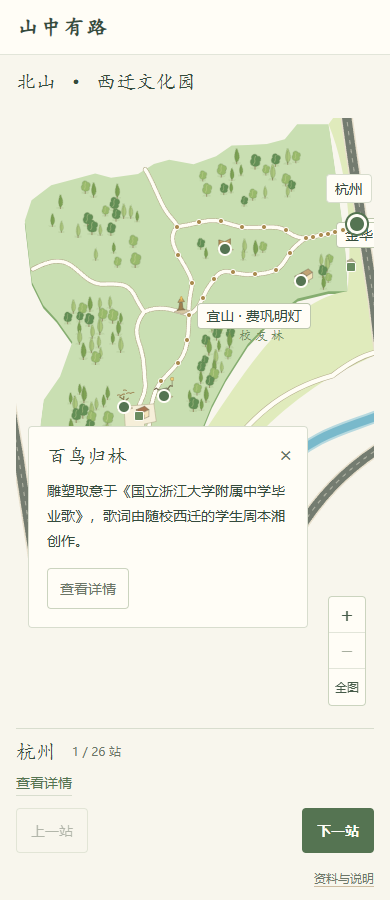 山中有路
北山 • 西迁文化园
杭州
金华
宜山 · 费巩明灯
校友林
百鸟归林
×
雕塑取意于《国立浙江大学附属中学毕
业歌》，歌词由随校西迁的学生周本湘
创作。
查看详情
+
−
全图
杭州 1 / 26 站
查看详情
上一站
下一站
资料与说明